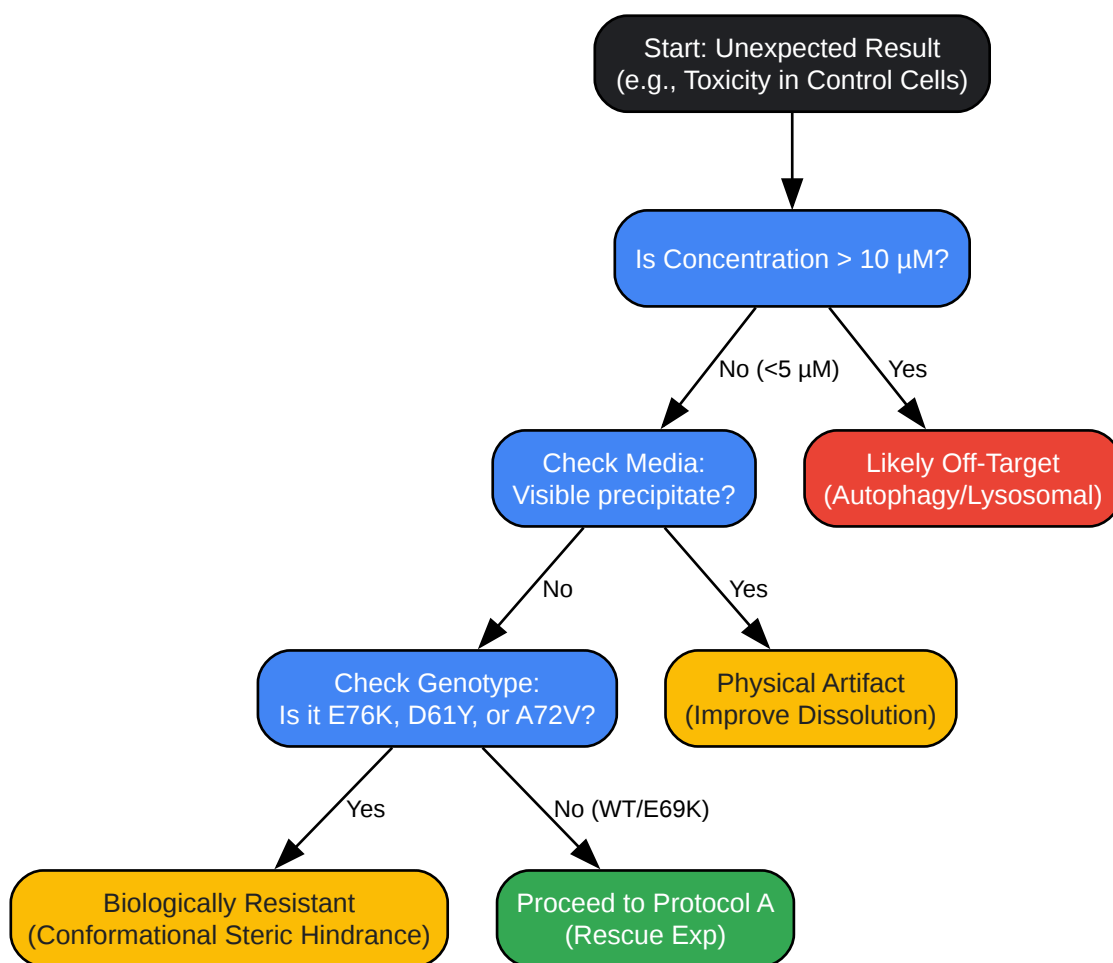 Start: Unexpected Result
(e.g., Toxicity in Control Cells)
Is Concentration > 10 µM?
No (<5 µM)
Yes
Check Media:
Visible precipitate?
Likely Off-Target
(Autophagy/Lysosomal)
No
Yes
Check Genotype:
Is it E76K, D61Y, or A72V?
Physical Artifact
(Improve Dissolution)
Yes
No (WT/E69K)
Biologically Resistant
(Conformational Steric Hindrance)
Proceed to Protocol A
(Rescue Exp)